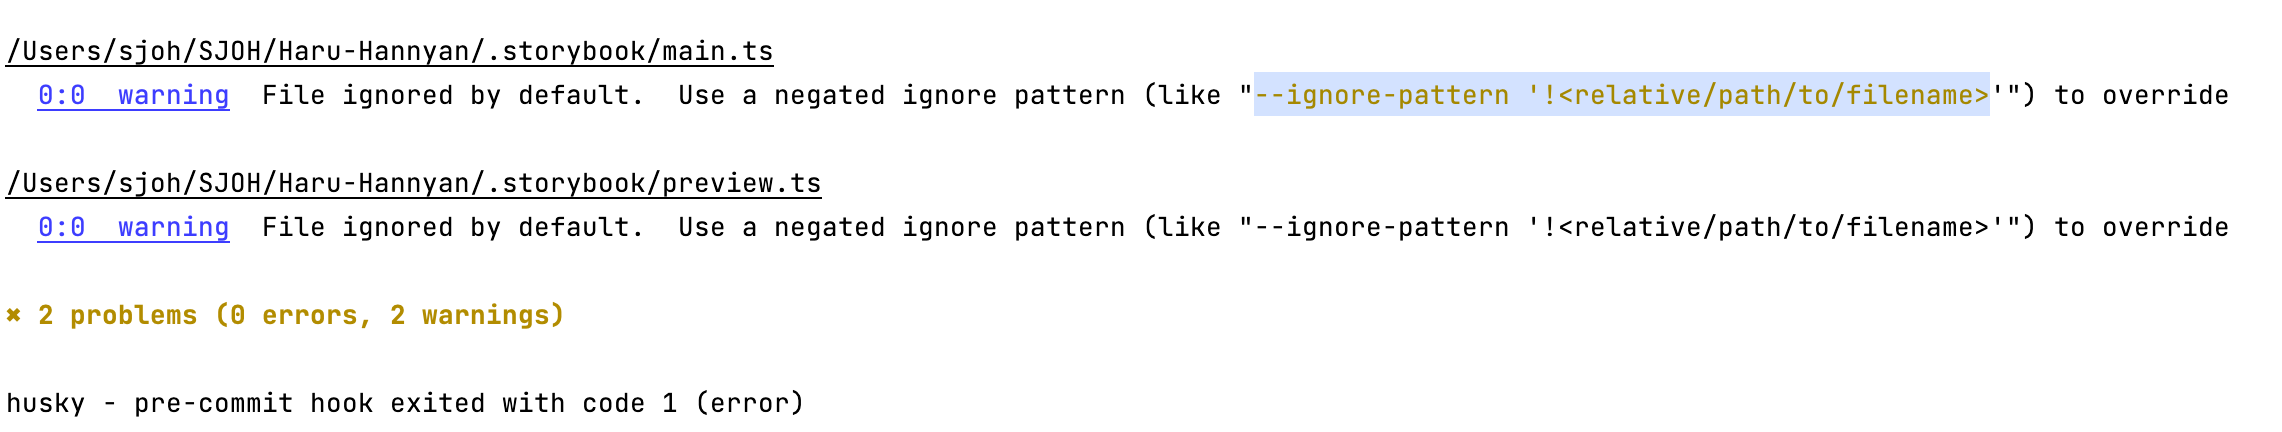 /Users/sjoh/SJOH/Haru-Hannyan/.storybook/main.ts
  0:0  warning  File ignored by default.  Use a negated ignore pattern (like "--ignore-pattern '!<relative/path/to/filename>'") to override
/Users/sjoh/SJOH/Haru-Hannyan/.storybook/preview.ts
  0:0  warning  File ignored by default.  Use a negated ignore pattern (like "--ignore-pattern '!<relative/path/to/filename>'") to override
✖ 2 problems (0 errors, 2 warnings)
husky - pre-commit hook exited with code 1 (error)